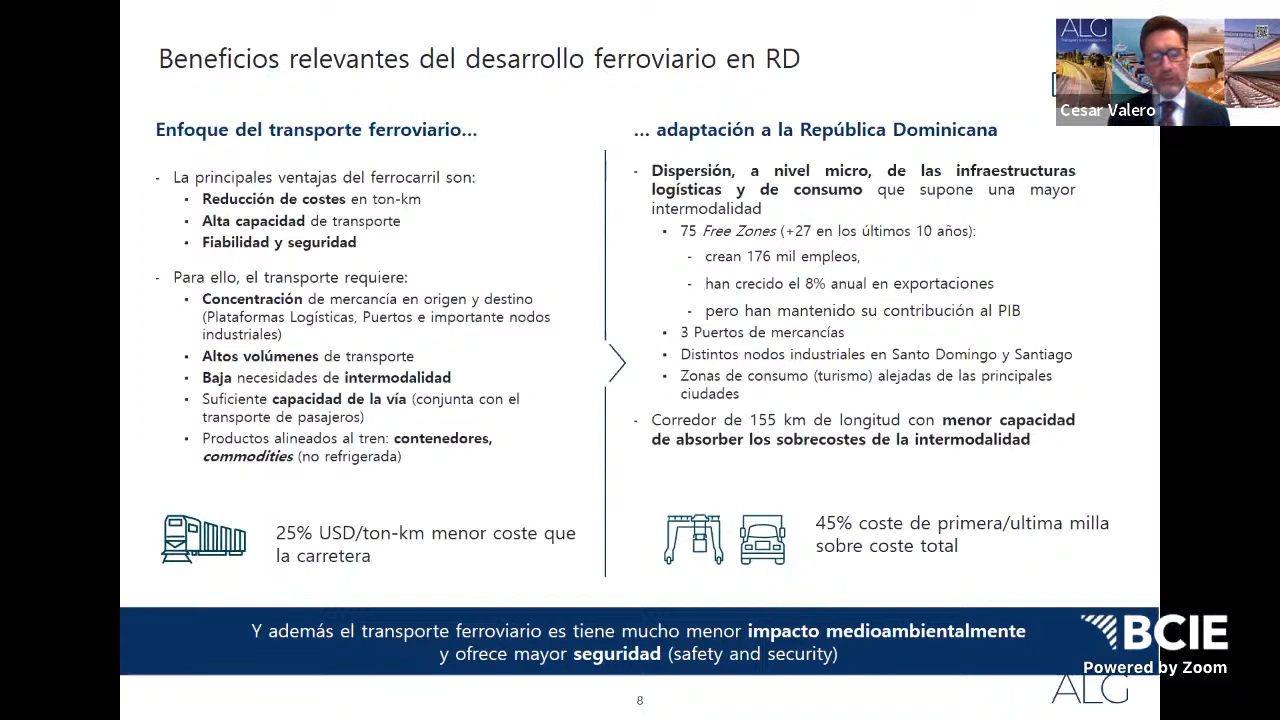 Beneficios relevantes del desarrollo ferroviario en RD
ALG
Cesar Valero
Enfoque del transporte ferroviario...
- La principales ventajas del ferrocarril son:
▪ Reducción de costes en ton-km
▪ Alta capacidad de transporte
▪ Fiabilidad y seguridad
- Para ello, el transporte requiere:
▪ Concentración de mercancía en origen y destino
(Plataformas Logísticas, Puertos e importante nodos
industriales)
▪ Altos volúmenes de transporte
▪ Baja necesidades de intermodalidad
▪ Suficiente capacidad de la vía (conjunta con el
transporte de pasajeros)
▪ Productos alineados al tren: contenedores,
commodities (no refrigerada)
25% USD/ton-km menor coste que
la carretera
... adaptación a la República Dominicana
- Dispersión, a nivel micro, de las infraestructuras
logísticas y de consumo que supone una mayor
intermodalidad
▪ 75 Free Zones (+27 en los últimos 10 años):
- crean 176 mil empleos,
- han crecido el 8% anual en exportaciones
- pero han mantenido su contribución al PIB
▪ 3 Puertos de mercancías
▪ Distintos nodos industriales en Santo Domingo y Santiago
▪ Zonas de consumo (turismo) alejadas de las principales
ciudades
- Corredor de 155 km de longitud con menor capacidad
de absorber los sobrecostes de la intermodalidad
45% coste de primera/ultima milla
sobre coste total
Y además el transporte ferroviario es tiene mucho menor impacto medioambientalmente
y ofrece mayor seguridad (safety and security)
BCIE
Powered by Zoom
ALG
8